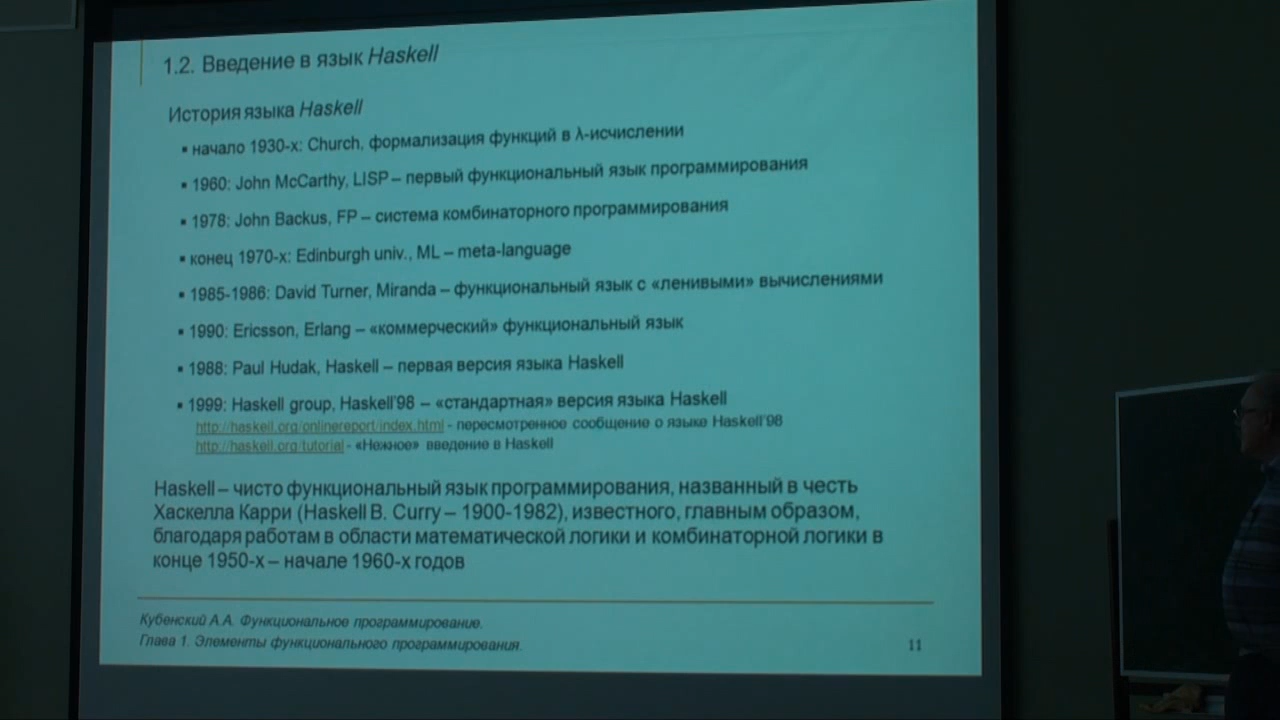 1.2. Введение в язык Haskell
История языка Haskell
▪ начало 1930-х: Church, формализация функций в λ-исчислении
▪ 1960: John McCarthy, LISP – первый функциональный язык программирования
▪ 1978: John Backus, FP – система комбинаторного программирования
▪ конец 1970-х: Edinburgh univ., ML – meta-language
▪ 1985-1986: David Turner, Miranda – функциональный язык с «ленивыми» вычислениями
▪ 1990: Ericsson, Erlang – «коммерческий» функциональный язык
▪ 1988: Paul Hudak, Haskell – первая версия языка Haskell
▪ 1999: Haskell group, Haskell'98 – «стандартная» версия языка Haskell
http://haskell.org/onlinereport/index.html - пересмотренное сообщение о языке Haskell'98
http://haskell.org/tutorial - «Нежное» введение в Haskell
Haskell – чисто функциональный язык программирования, названный в честь
Хаскелла Карри (Haskell B. Curry – 1900-1982), известного, главным образом,
благодаря работам в области математической логики и комбинаторной логики в
конце 1950-х – начале 1960-х годов
Кубенский А.А. Функциональное программирование.
Глава 1. Элементы функционального программирования.
11